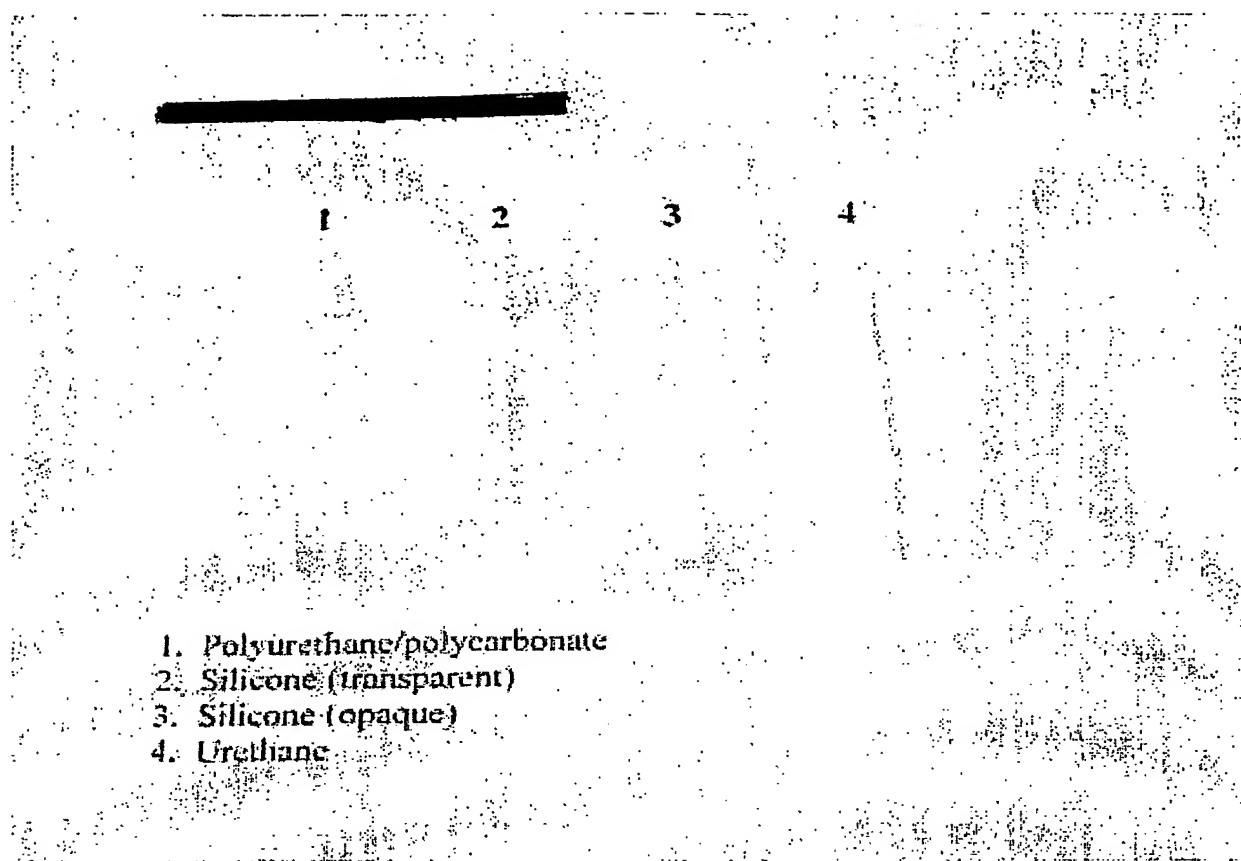 1 2 3 4
1. Polyurethane/polycarbonate
2. Silicone (transparent)
3. Silicone (opaque)
4. Urethane